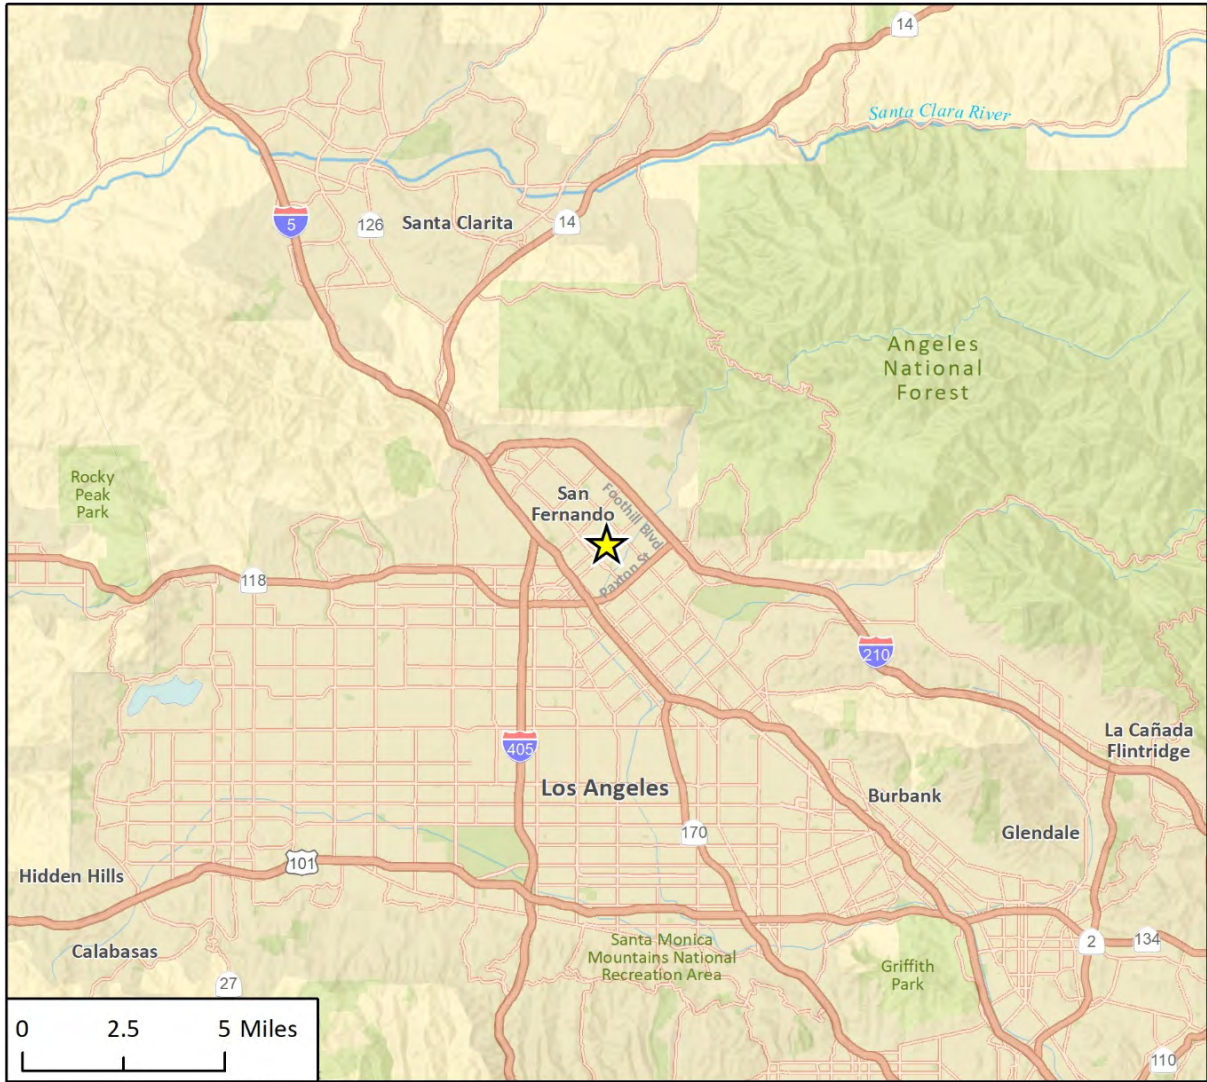 14
Santa Clara River
5
126
Santa Clarita
14
Angeles
National
Forest
Rocky
Peak
Park
San
Fernando
Foothill Blvd
Paxton St
118
210
405
La Cañada
Flintridge
Los Angeles
Burbank
170
Glendale
101
Hidden Hills
Calabasas
Santa Monica
Mountains National
Recreation Area
2
134
Griffith
Park
27
0 2.5 5 Miles
110